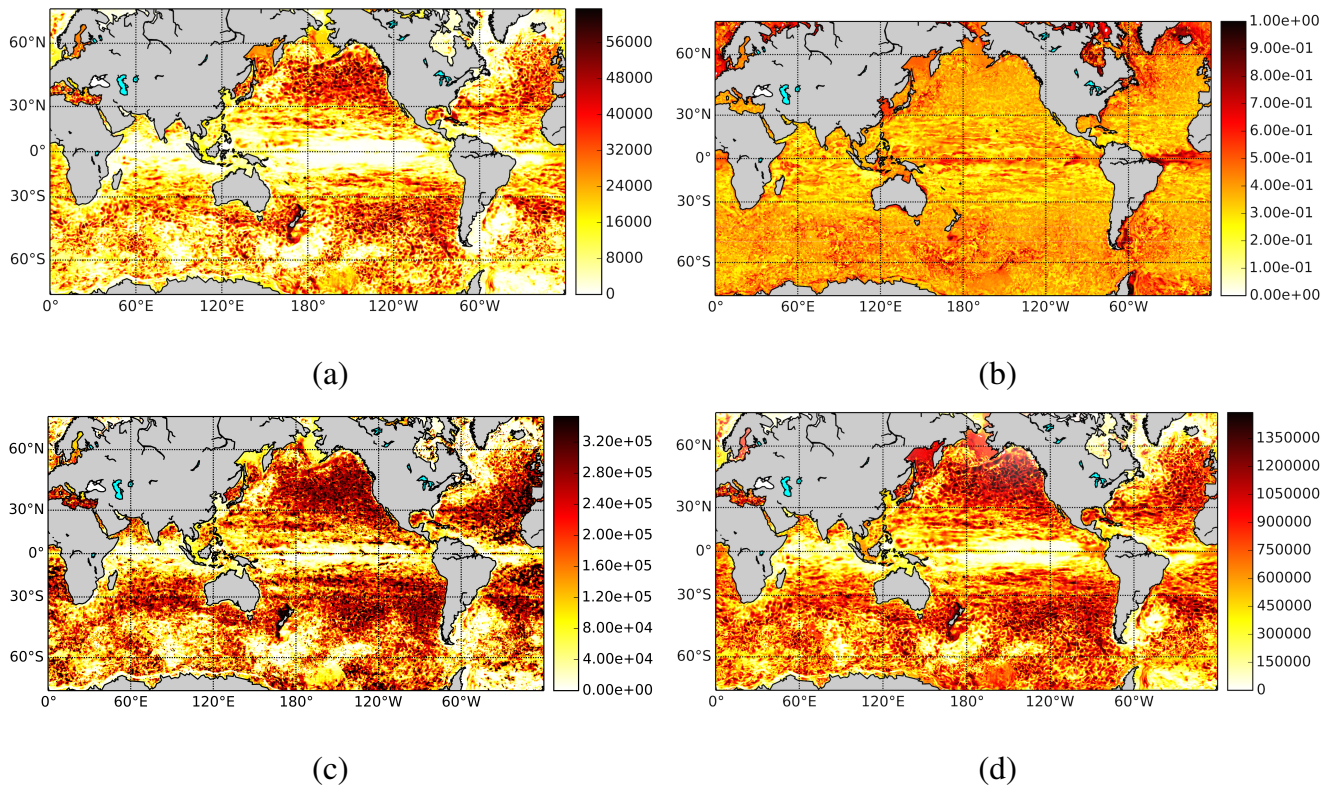 60°N
30°N
0°
30°S
60°S
0°
60°E
120°E
180°
120°W
60°W
56000
48000
40000
32000
24000
16000
8000
0
(a)
60°N
30°N
0°
30°S
60°S
0°
60°E
120°E
180°
120°W
60°W
1.00e+00
9.00e-01
8.00e-01
7.00e-01
6.00e-01
5.00e-01
4.00e-01
3.00e-01
2.00e-01
1.00e-01
0.00e+00
(b)
60°N
30°N
0°
30°S
60°S
0°
60°E
120°E
180°
120°W
60°W
3.20e+05
2.80e+05
2.40e+05
2.00e+05
1.60e+05
1.20e+05
8.00e+04
4.00e+04
0.00e+00
(c)
60°N
30°N
0°
30°S
60°S
0°
60°E
120°E
180°
120°W
60°W
1350000
1200000
1050000
900000
750000
600000
450000
300000
150000
0
(d)